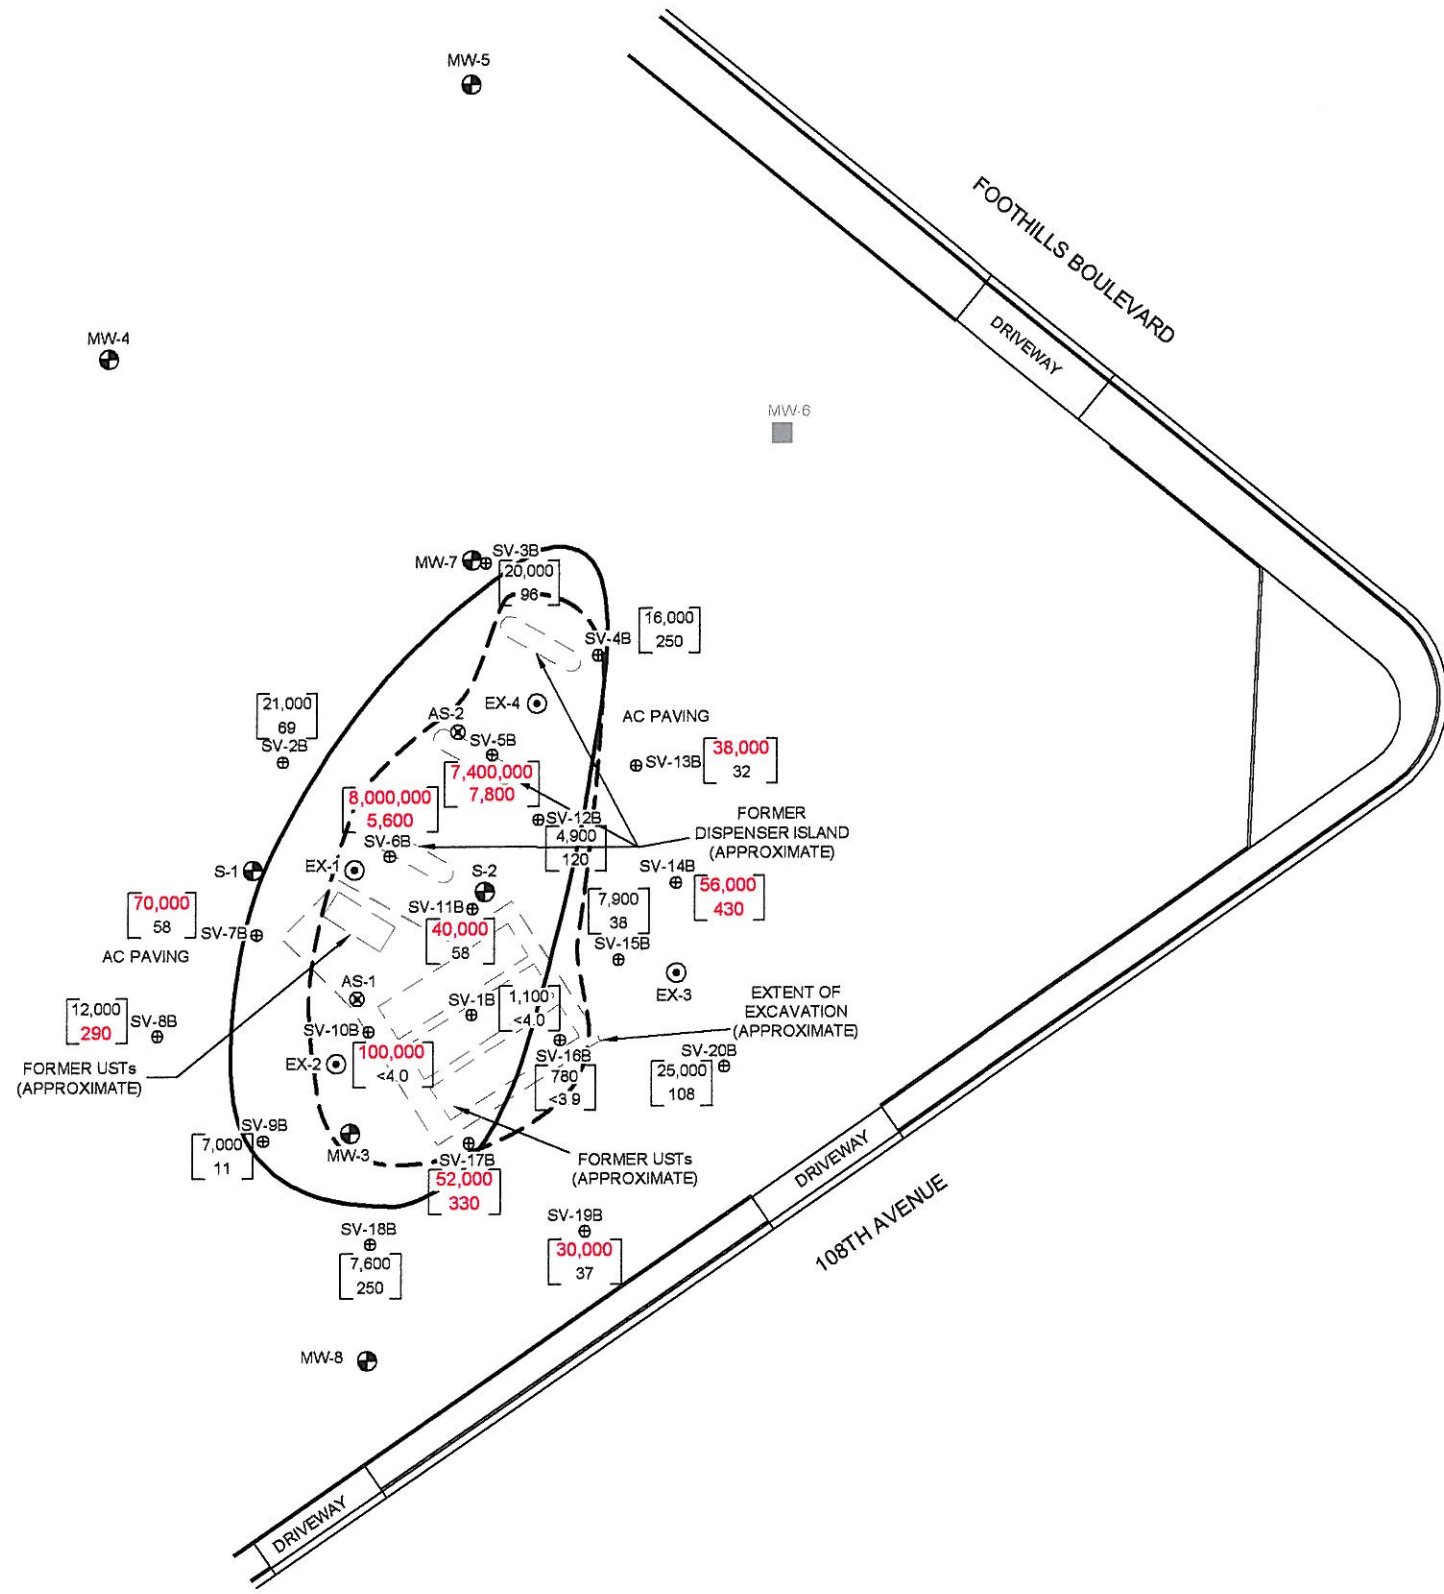 MW-5
FOOTHILLS BOULEVARD
DRIVEWAY
MW-4
MW-6
MW-7
SV-3B
20,000
96
SV-4B
16,000
250
EX-4
AC PAVING
21,000
69
SV-2B
AS-2
SV-5B
7,400,000
7,800
SV-13B
38,000
32
8,000,000
5,600
SV-6B
SV-12B
4,900
120
FORMER
DISPENSER ISLAND
(APPROXIMATE)
S-1
EX-1
S-2
SV-14B
56,000
430
70,000
58
SV-7B
AC PAVING
SV-11B
40,000
58
7,900
38
SV-15B
EX-3
AS-1
SV-1B
1,100
<4.0
EXTENT OF
EXCAVATION
(APPROXIMATE)
12,000
290
SV-8B
SV-10B
100,000
<4.0
EX-2
SV-16B
780
<3.9
SV-20B
25,000
108
FORMER USTs
(APPROXIMATE)
SV-9B
7,000
11
MW-3
SV-17B
52,000
330
FORMER USTs
(APPROXIMATE)
DRIVEWAY
108TH AVENUE
SV-18B
7,600
250
SV-19B
30,000
37
MW-8
DRIVEWAY